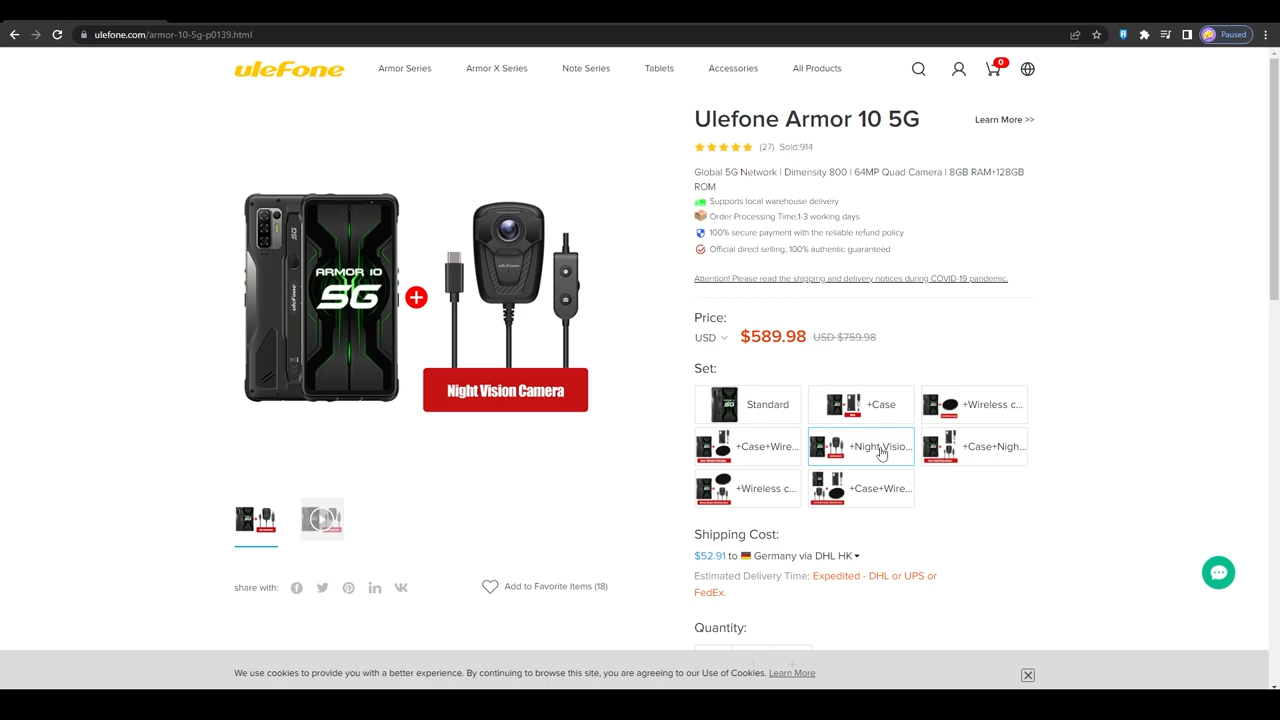 Paused
ulefone.com/armor-10-5g-p0139.html
uleFone
Armor Series
Armor X Series
Note Series
Tablets
Accessories
All Products
0
Ulefone Armor 10 5G
Learn More >>
(27) Sold:914
Global 5G Network | Dimensity 800 | 64MP Quad Camera | 8GB RAM+128GB
ROM
Supports local warehouse delivery
Order Processing Time:1-3 working days
100% secure payment with the reliable refund policy
Official direct selling, 100% authentic guaranteed
Attention! Please read the shipping and delivery notices during COVID-19 pandemic.
ARMOR 10
5G
Night Vision Camera
Price:
USD $589.98 USD $759.98
Set:
Standard
+Case
+Wireless c...
+Case+Wire...
+Night Visio...
+Case+Nigh...
+Wireless c...
+Case+Wire...
Shipping Cost:
$52.91 to Germany via DHL HK
Estimated Delivery Time: Expedited - DHL or UPS or
FedEx.
share with:
Add to Favorite Items (18)
Quantity:
We use cookies to provide you with a better experience. By continuing to browse this site, you are agreeing to our Use of Cookies. Learn More